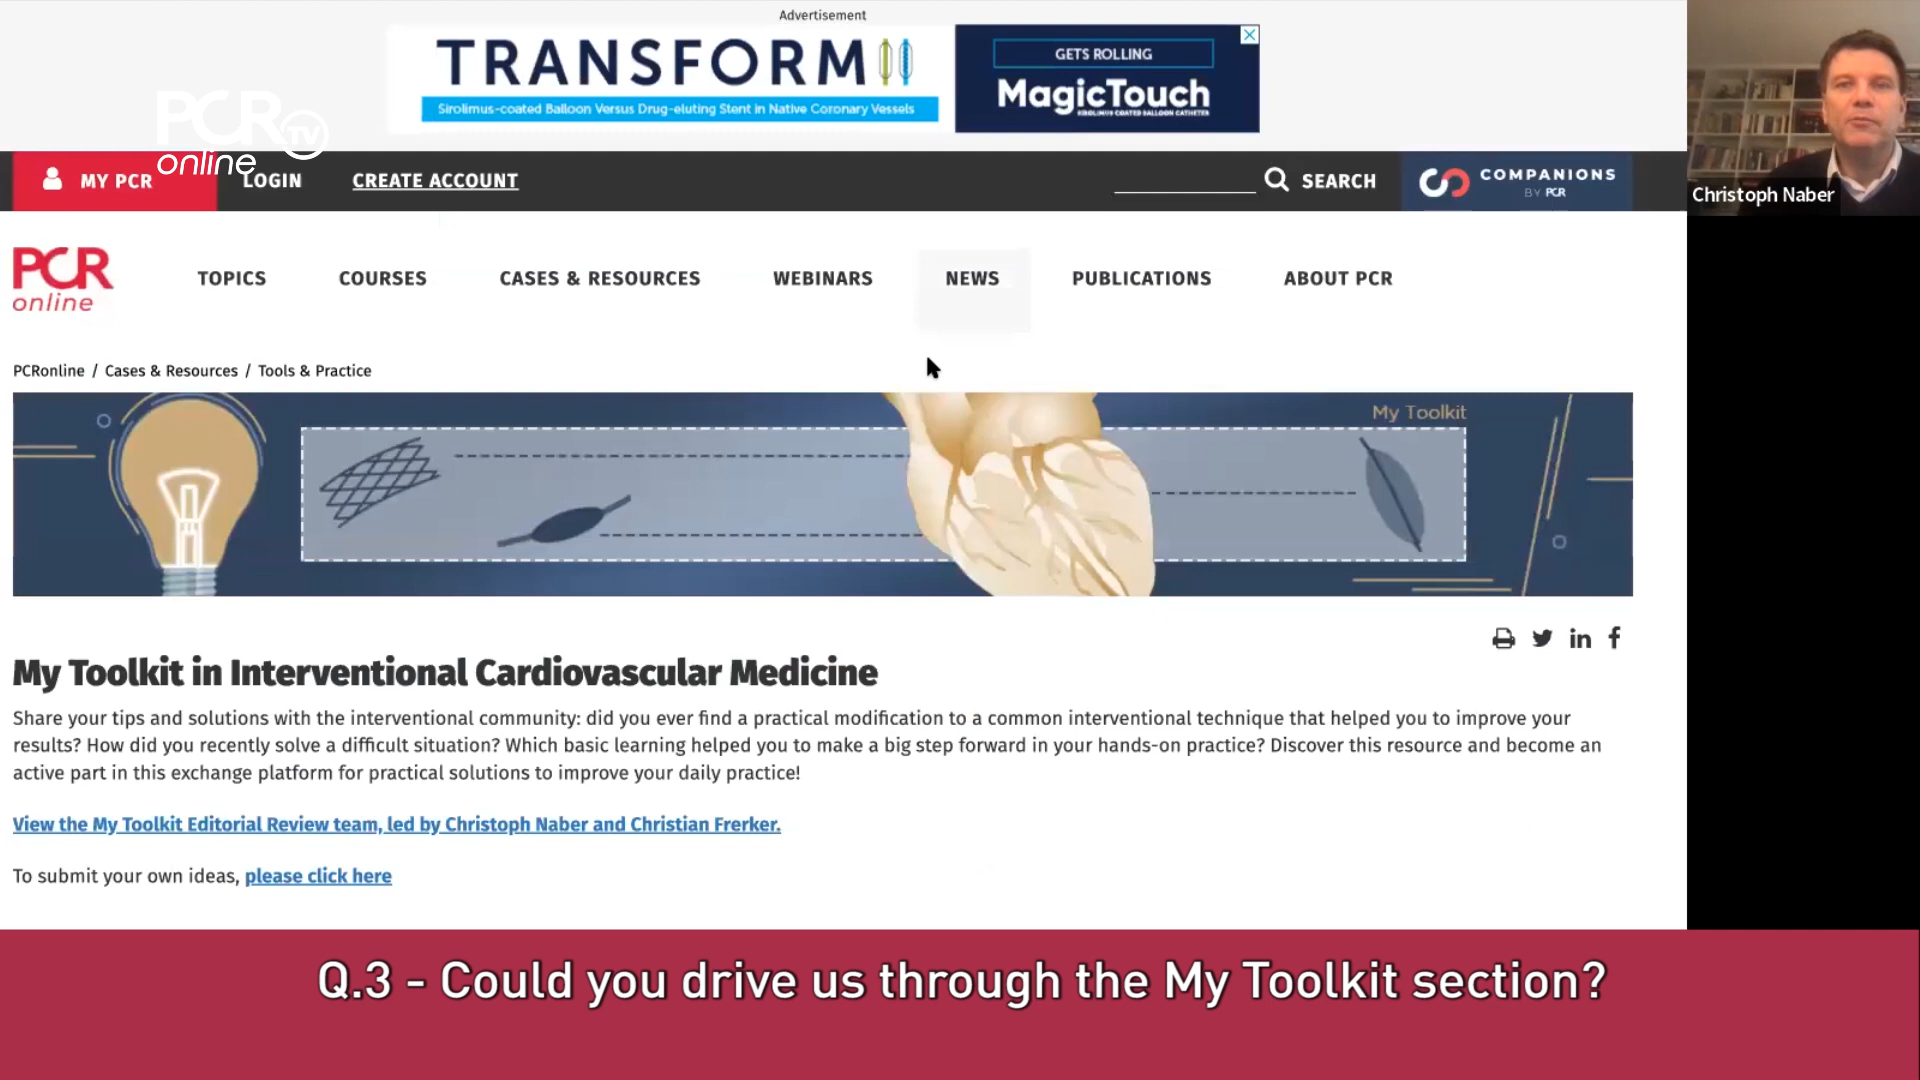 Advertisement
TRANSFORM
Sirolimus-coated Balloon Versus Drug-eluting Stent in Native Coronary Vessels
GETS ROLLING
MagicTouch
SIROLIMUS COATED BALLOON CATHETER
PCR TV
online
MY PCR
LOGIN
CREATE ACCOUNT
SEARCH
COMPANIONS
BY PCR
Christoph Naber
PCR
online
TOPICS
COURSES
CASES & RESOURCES
WEBINARS
NEWS
PUBLICATIONS
ABOUT PCR
PCRonline / Cases & Resources / Tools & Practice
My Toolkit
My Toolkit in Interventional Cardiovascular Medicine
Share your tips and solutions with the interventional community: did you ever find a practical modification to a common interventional technique that helped you to improve your
results? How did you recently solve a difficult situation? Which basic learning helped you to make a big step forward in your hands-on practice? Discover this resource and become an
active part in this exchange platform for practical solutions to improve your daily practice!
View the My Toolkit Editorial Review team, led by Christoph Naber and Christian Frerker.
To submit your own ideas, please click here
Q.3 - Could you drive us through the My Toolkit section?